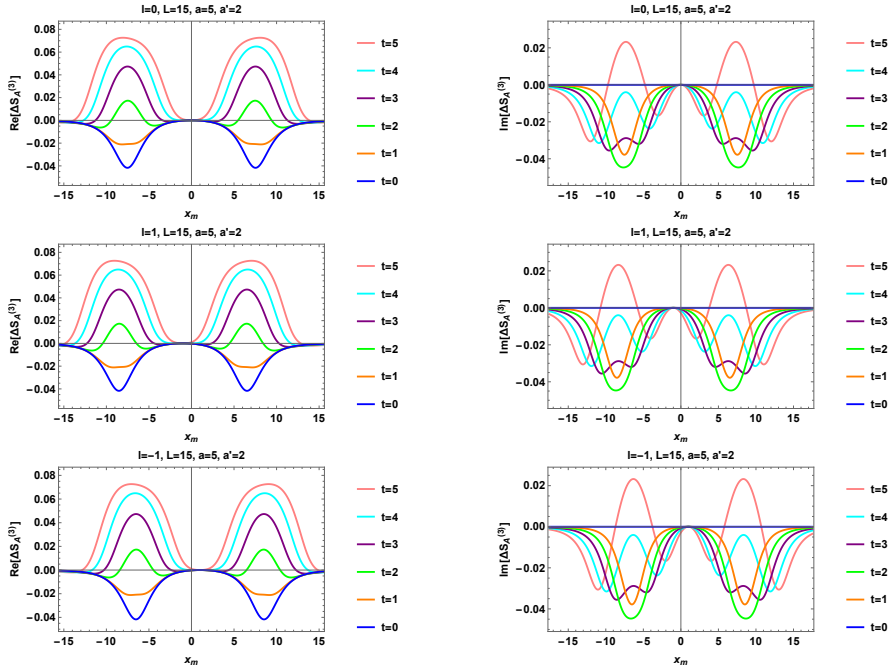 l=0, L=15, a=5, a'=2
Re[ΔS_A^(3)]
0.08
0.06
0.04
0.02
0.00
−0.02
−0.04
−15 −10 −5 0 5 10 15
x_m
t=5
t=4
t=3
t=2
t=1
t=0
l=0, L=15, a=5, a'=2
Im[ΔS_A^(3)]
0.02
0.00
−0.02
−0.04
−15 −10 −5 0 5 10 15
x_m
t=5
t=4
t=3
t=2
t=1
t=0
l=1, L=15, a=5, a'=2
Re[ΔS_A^(3)]
0.08
0.06
0.04
0.02
0.00
−0.02
−0.04
−15 −10 −5 0 5 10 15
x_m
t=5
t=4
t=3
t=2
t=1
t=0
l=1, L=15, a=5, a'=2
Im[ΔS_A^(3)]
0.02
0.00
−0.02
−0.04
−15 −10 −5 0 5 10 15
x_m
t=5
t=4
t=3
t=2
t=1
t=0
l=−1, L=15, a=5, a'=2
Re[ΔS_A^(3)]
0.08
0.06
0.04
0.02
0.00
−0.02
−0.04
−15 −10 −5 0 5 10 15
x_m
t=5
t=4
t=3
t=2
t=1
t=0
l=−1, L=15, a=5, a'=2
Im[ΔS_A^(3)]
0.02
0.00
−0.02
−0.04
−15 −10 −5 0 5 10 15
x_m
t=5
t=4
t=3
t=2
t=1
t=0